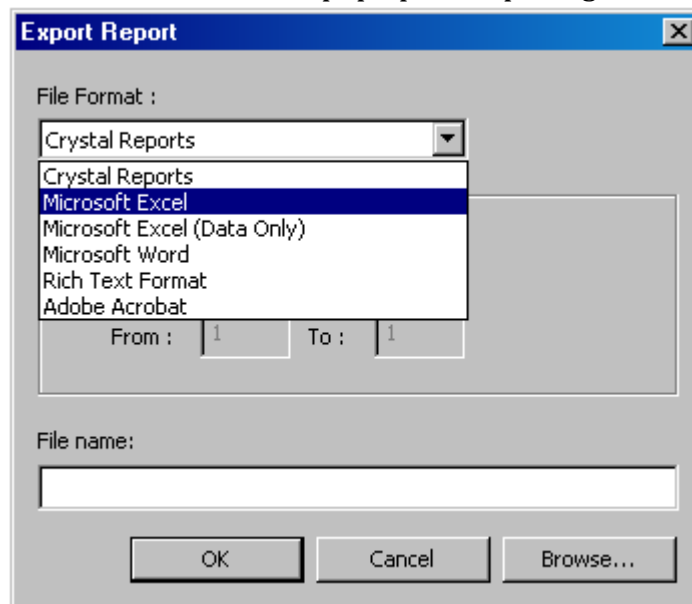 Export Report
File Format :
Crystal Reports
Crystal Reports
Microsoft Excel
Microsoft Excel (Data Only)
Microsoft Word
Rich Text Format
Adobe Acrobat
From : 1 To : 1
File name:
OK Cancel Browse...